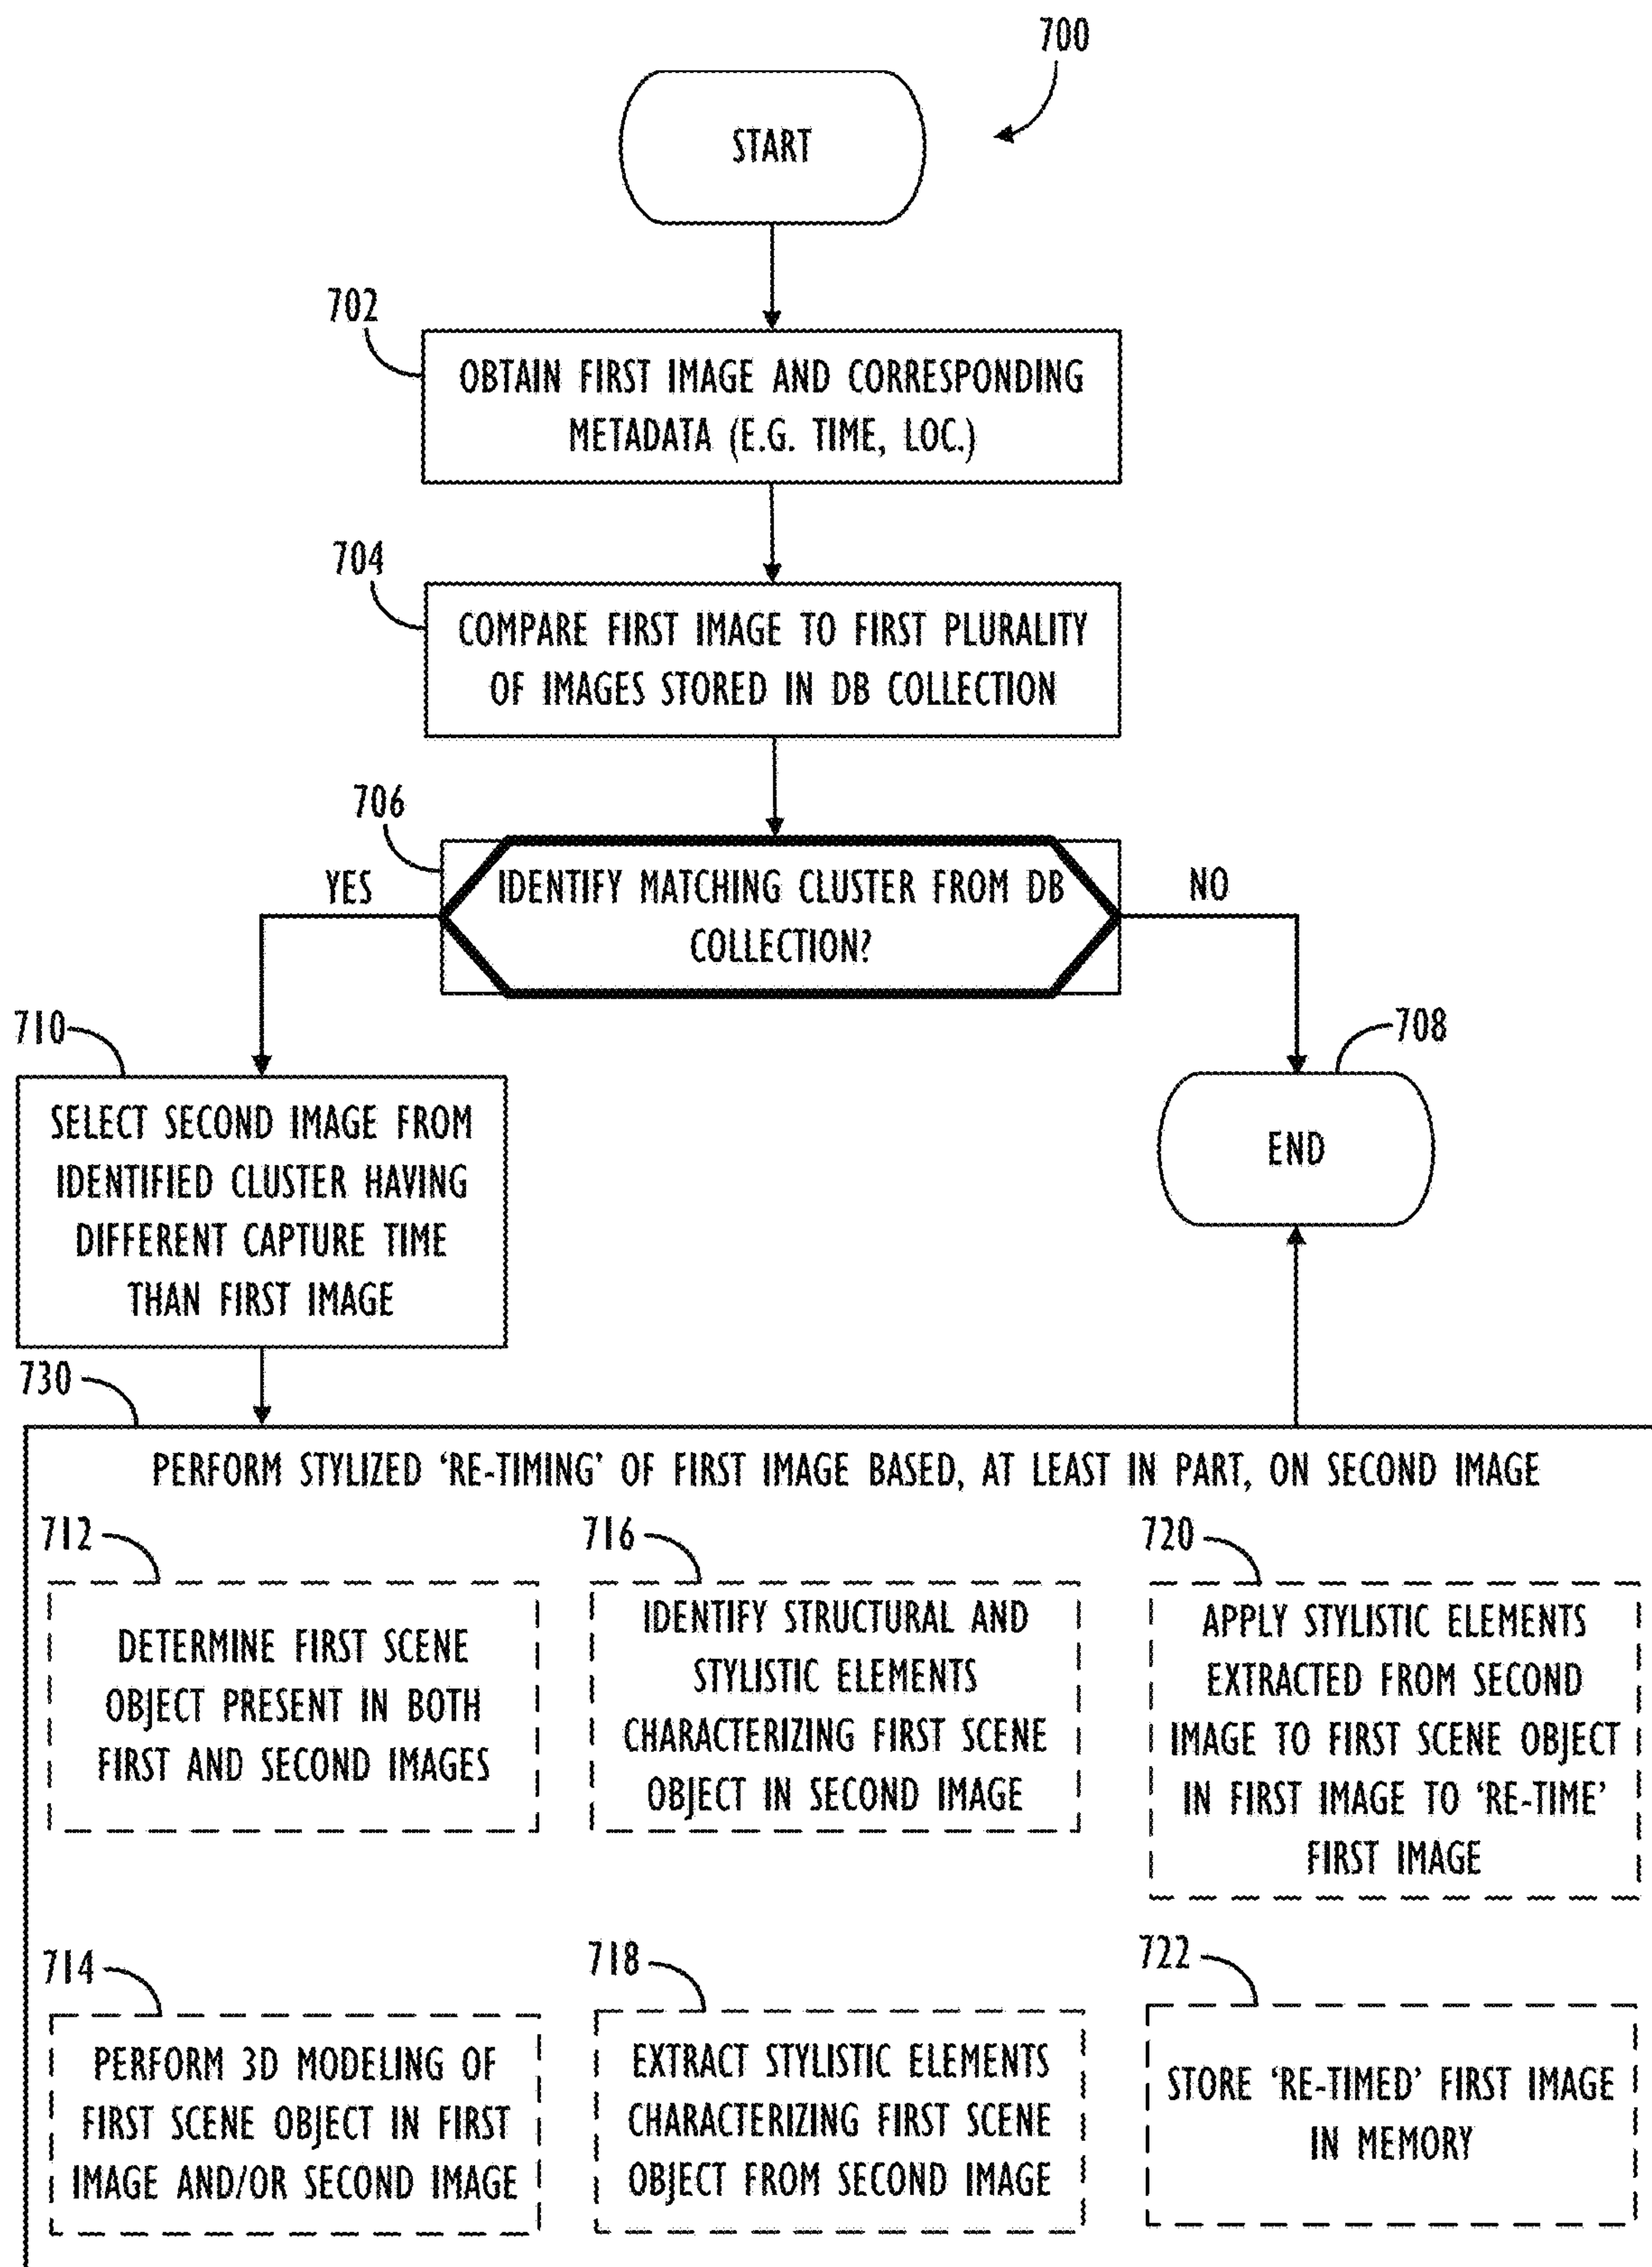 700
START
702
OBTAIN FIRST IMAGE AND CORRESPONDING
METADATA (E.G. TIME, LOC.)
704
COMPARE FIRST IMAGE TO FIRST PLURALITY
OF IMAGES STORED IN DB COLLECTION
706
YES
IDENTIFY MATCHING CLUSTER FROM DB
COLLECTION?
NO
710
SELECT SECOND IMAGE FROM
IDENTIFIED CLUSTER HAVING
DIFFERENT CAPTURE TIME
THAN FIRST IMAGE
708
END
730
PERFORM STYLIZED ‘RE-TIMING’ OF FIRST IMAGE BASED, AT LEAST IN PART, ON SECOND IMAGE
712
DETERMINE FIRST SCENE
OBJECT PRESENT IN BOTH
FIRST AND SECOND IMAGES
716
IDENTIFY STRUCTURAL AND
STYLISTIC ELEMENTS
CHARACTERIZING FIRST SCENE
OBJECT IN SECOND IMAGE
720
APPLY STYLISTIC ELEMENTS
EXTRACTED FROM SECOND
IMAGE TO FIRST SCENE OBJECT
IN FIRST IMAGE TO ‘RE-TIME’
FIRST IMAGE
714
PERFORM 3D MODELING OF
FIRST SCENE OBJECT IN FIRST
IMAGE AND/OR SECOND IMAGE
718
EXTRACT STYLISTIC ELEMENTS
CHARACTERIZING FIRST SCENE
OBJECT FROM SECOND IMAGE
722
STORE ‘RE-TIMED’ FIRST IMAGE
IN MEMORY